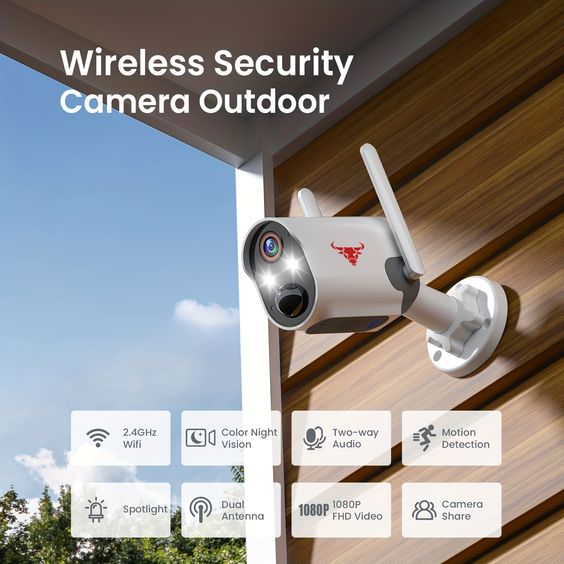 Wireless Security
Camera Outdoor
2.4GHz
Wifi
Color Night
Vision
Two-way
Audio
Motion
Detection
Spotlight
Dual
Antenna
1080P
1080P
FHD Video
Camera
Share